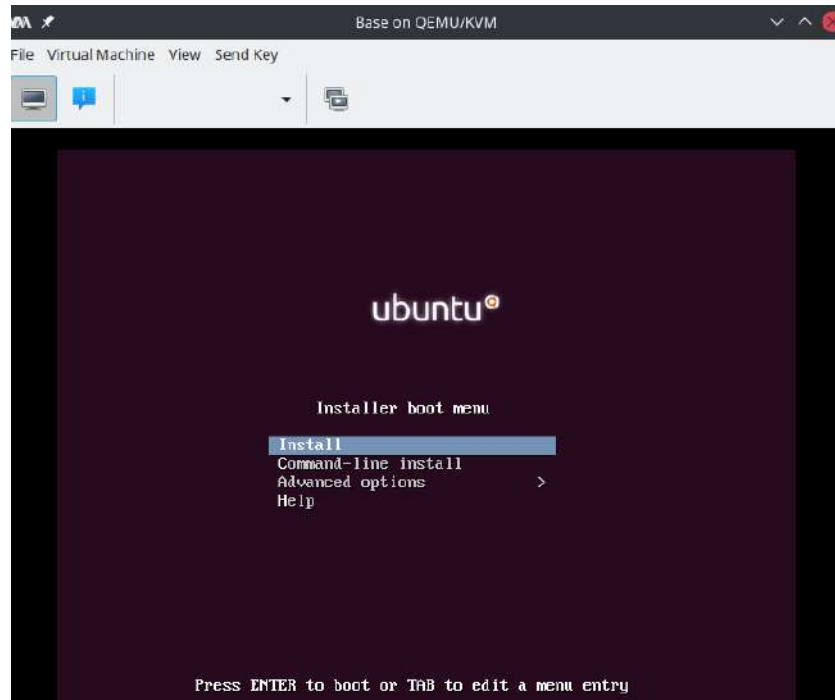 Base on QEMU/KVM
File Virtual Machine View Send Key
ubuntu
Installer boot menu
Install
Command-line install
Advanced options >
Help
Press ENTER to boot or TAB to edit a menu entry